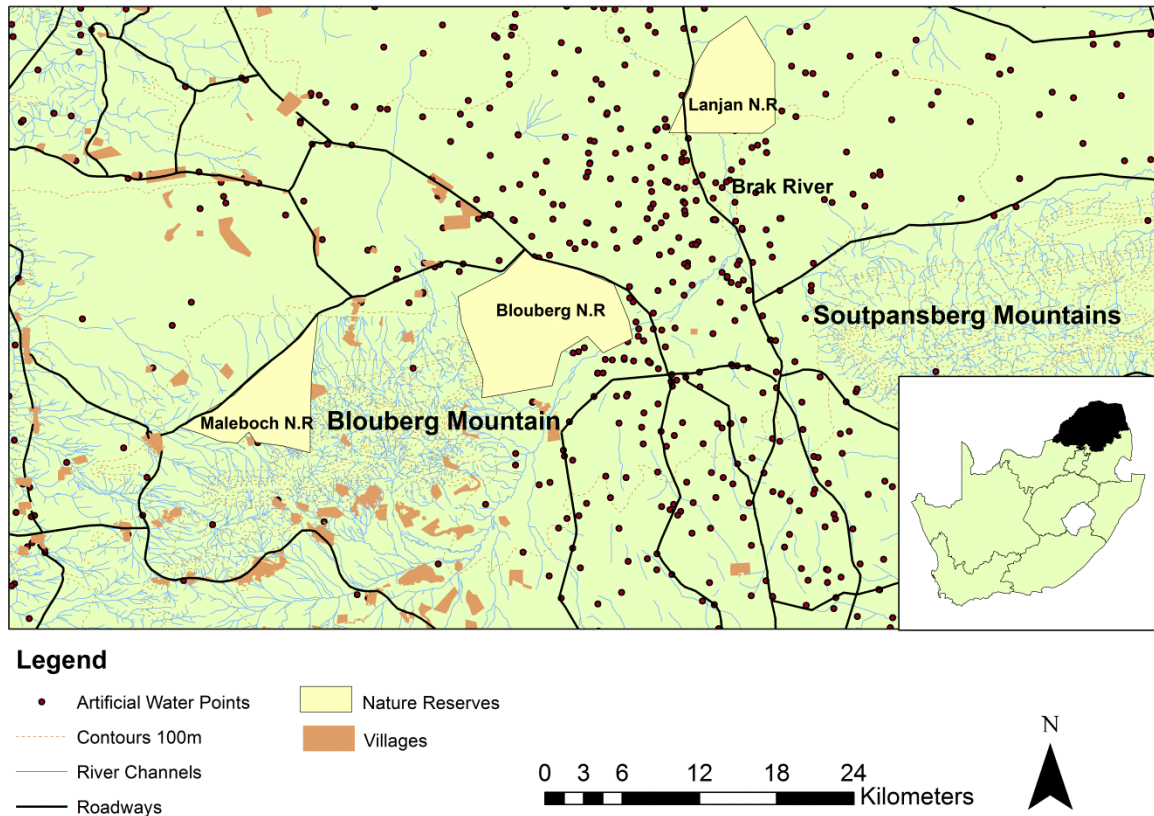 Lanjan N.R
Brak River
Soutpansberg Mountains
Blouberg N.R
Maleboch N.R
Blouberg Mountain
Legend
Artificial Water Points
Contours 100m
River Channels
Roadways
Nature Reserves
Villages
0 3 6 12 18 24
Kilometers
N